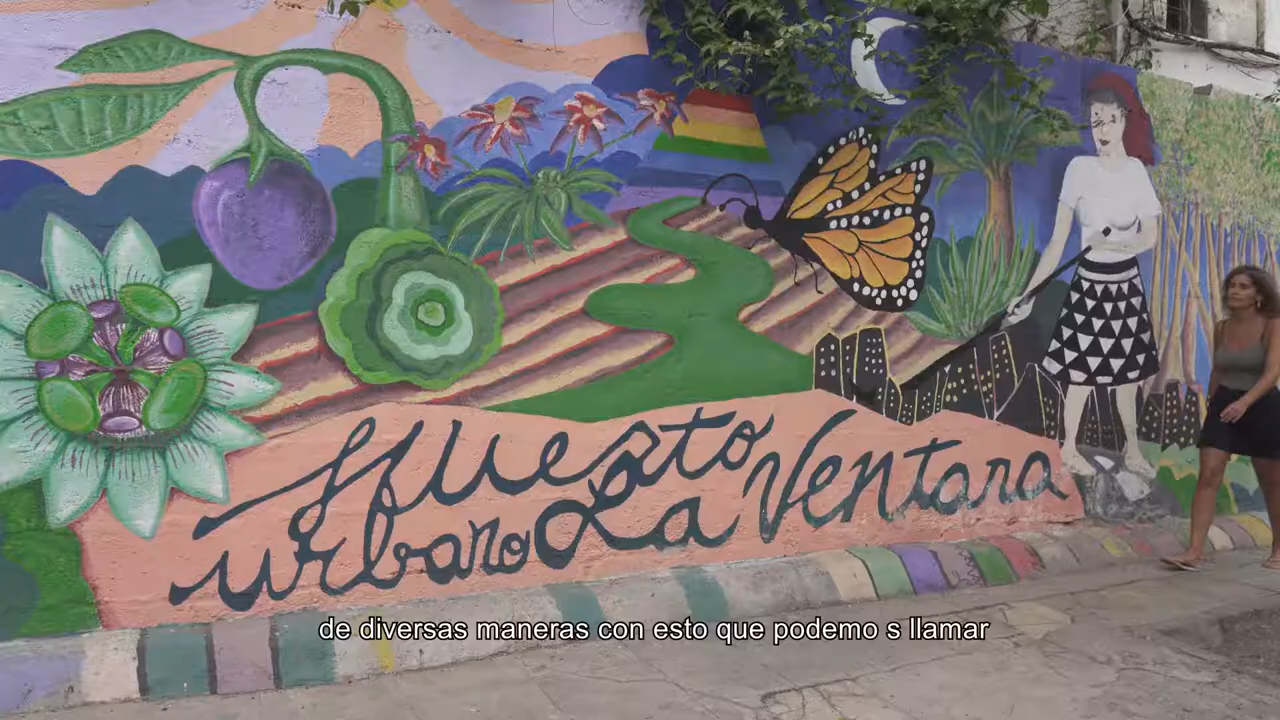 Huerto
urbano La Ventana
de diversas maneras con esto que podemo s llamar